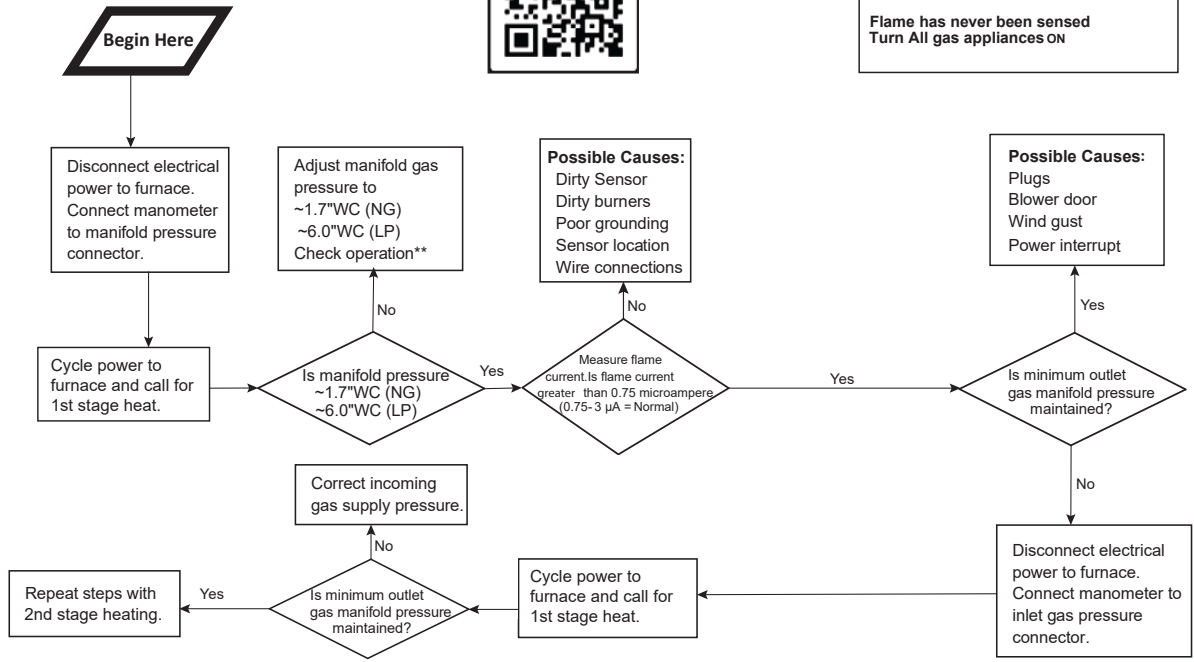 Begin Here
Flame has never been sensed
Turn All gas appliances ON
Disconnect electrical
power to furnace.
Connect manometer
to manifold pressure
connector.
Adjust manifold gas
pressure to
~1.7"WC (NG)
~6.0"WC (LP)
Check operation**
Possible Causes:
Dirty Sensor
Dirty burners
Poor grounding
Sensor location
Wire connections
Possible Causes:
Plugs
Blower door
Wind gust
Power interrupt
No
No
Yes
Cycle power to
furnace and call for
1st stage heat.
Is manifold pressure
~1.7"WC (NG)
~6.0"WC (LP)
Yes
Measure flame
current.Is flame current
greater than 0.75 microampere
(0.75- 3 µA = Normal)
Yes
Is minimum outlet
gas manifold pressure
maintained?
No
Correct incoming
gas supply pressure.
No
Repeat steps with
2nd stage heating.
Yes
Is minimum outlet
gas manifold pressure
maintained?
Cycle power to
furnace and call for
1st stage heat.
Disconnect electrical
power to furnace.
Connect manometer to
inlet gas pressure
connector.